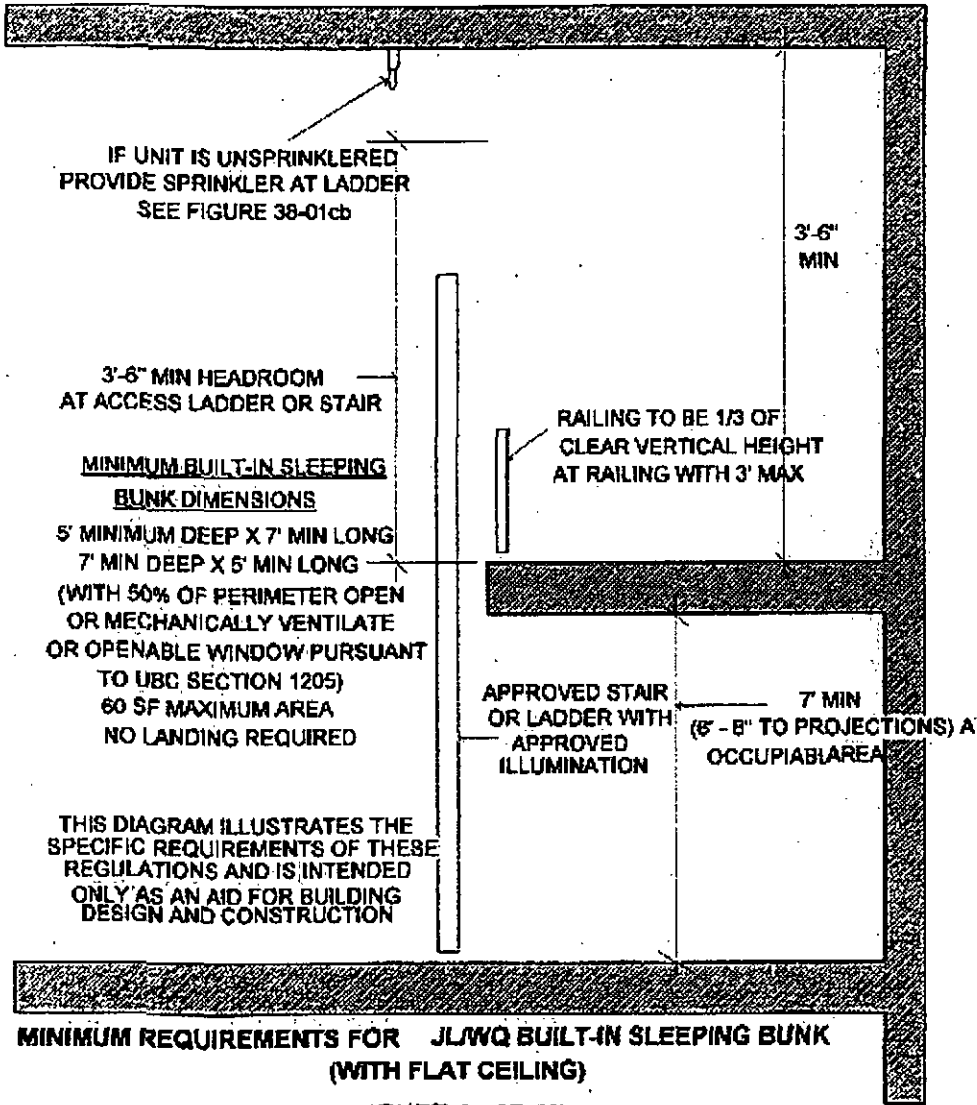 IF UNIT IS UNSPRINKLERED
PROVIDE SPRINKLER AT LADDER
SEE FIGURE 38-01cb
3'-6"
MIN
3'-6" MIN HEADROOM
AT ACCESS LADDER OR STAIR
RAILING TO BE 1/3 OF
CLEAR VERTICAL HEIGHT
AT RAILING WITH 3' MAX
MINIMUM BUILT-IN SLEEPING
BUNK DIMENSIONS
5' MINIMUM DEEP X 7' MIN LONG
7' MIN DEEP X 5' MIN LONG
(WITH 50% OF PERIMETER OPEN
OR MECHANICALLY VENTILATE
OR OPENABLE WINDOW PURSUANT
TO UBC SECTION 1205)
60 SF MAXIMUM AREA
NO LANDING REQUIRED
APPROVED STAIR
OR LADDER WITH
APPROVED
ILLUMINATION
7' MIN
(6'-8" TO PROJECTIONS) A
OCCUPIABLAREA
THIS DIAGRAM ILLUSTRATES THE
SPECIFIC REQUIREMENTS OF THESE
REGULATIONS AND IS INTENDED
ONLY AS AN AID FOR BUILDING
DESIGN AND CONSTRUCTION
MINIMUM REQUIREMENTS FOR JL/WQ BUILT-IN SLEEPING BUNK
(WITH FLAT CEILING)